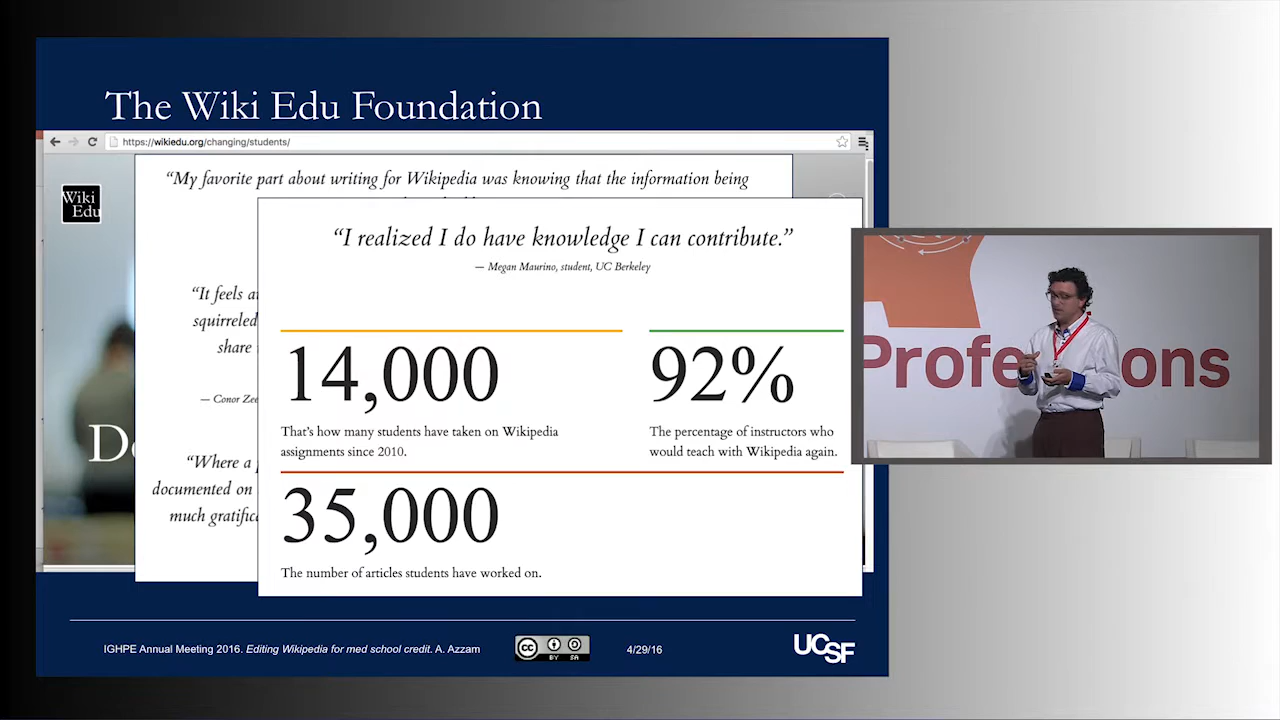 The Wiki Edu Foundation
https://wikiedu.org/changing/students/
Wiki
Edu
“My favorite part about writing for Wikipedia was knowing that the information being
“I realized I do have knowledge I can contribute.”
— Megan Maurino, student, UC Berkeley
“It feels
squirreled
share
— Conor
“Where a
documented on
much
14,000
That’s how many students have taken on Wikipedia
assignments since 2010.
92%
The percentage of instructors who
would teach with Wikipedia again.
35,000
The number of articles students have worked on.
IGHPE Annual Meeting 2016. Editing Wikipedia for med school credit. A. Azzam
CC BY SA
4/29/16
UCSF
Profe ons